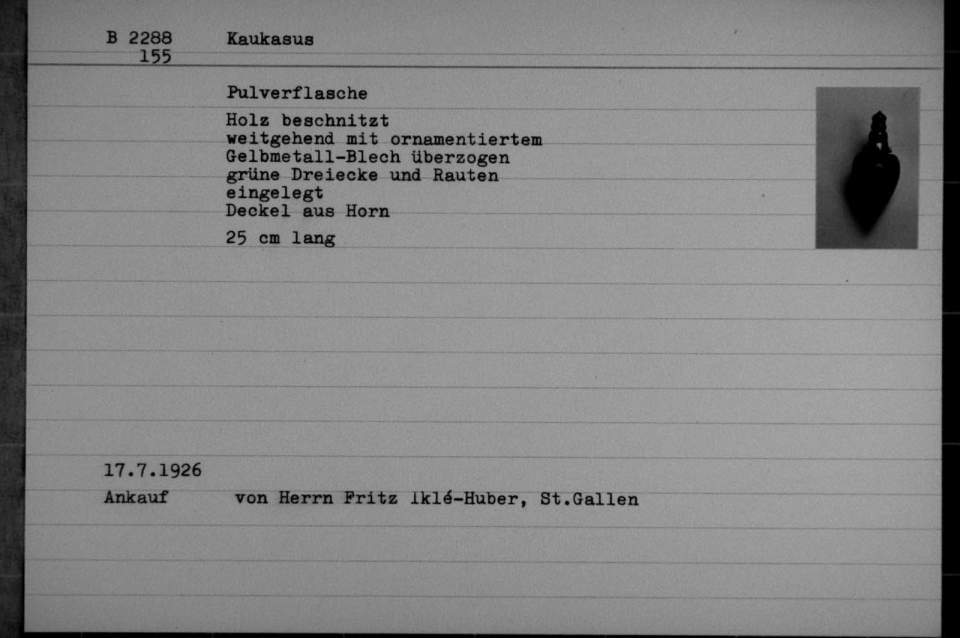 B 2288 Kaukasus
155
Pulverflasche
Holz beschnitzt
weitgehend mit ornamentiertem
Gelbmetall-Blech überzogen
grüne Dreiecke und Rauten
eingelegt
Deckel aus Horn
25 cm lang
17.7.1926
Ankauf von Herrn Fritz Iklé-Huber, St.Gallen